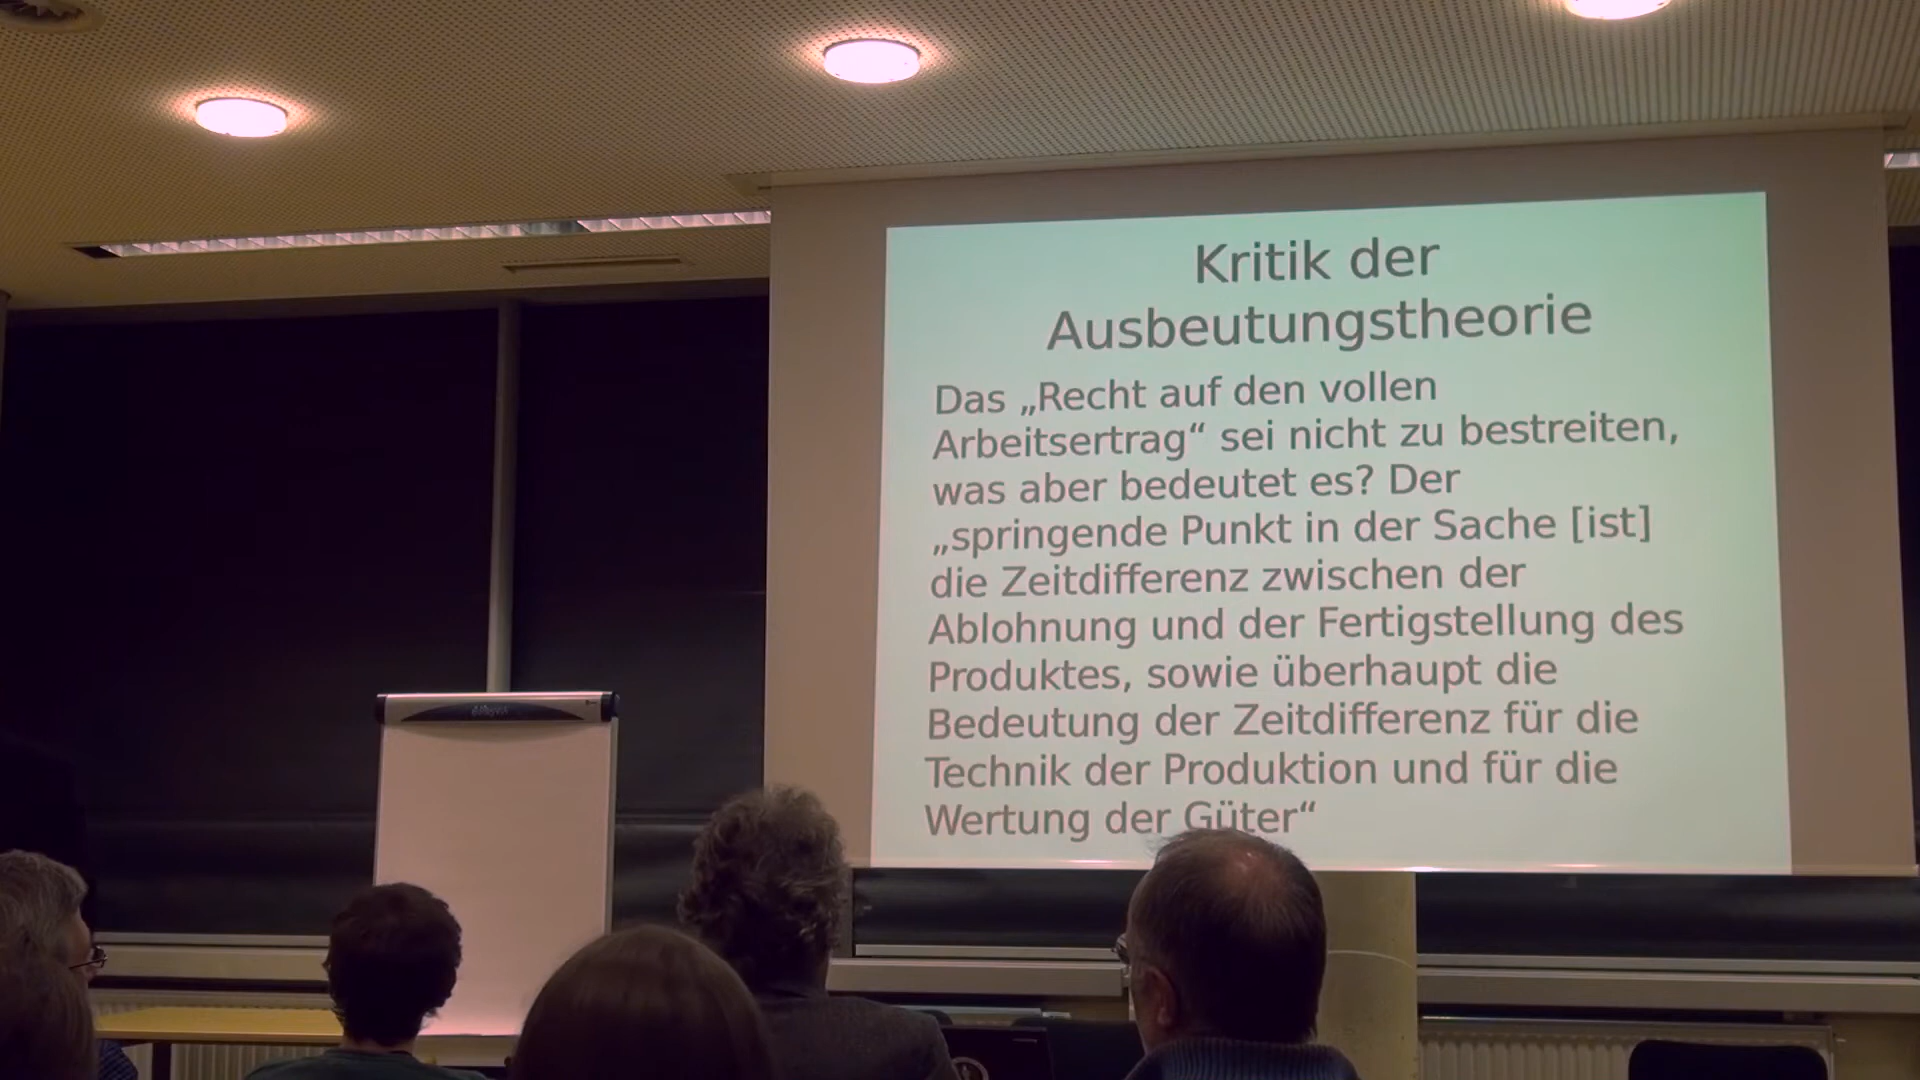 Kritik der
Ausbeutungstheorie
Das „Recht auf den vollen
Arbeitsertrag“ sei nicht zu bestreiten,
was aber bedeutet es? Der
„springende Punkt in der Sache [ist]
die Zeitdifferenz zwischen der
Ablohnung und der Fertigstellung des
Produktes, sowie überhaupt die
Bedeutung der Zeitdifferenz für die
Technik der Produktion und für die
Wertung der Güter“